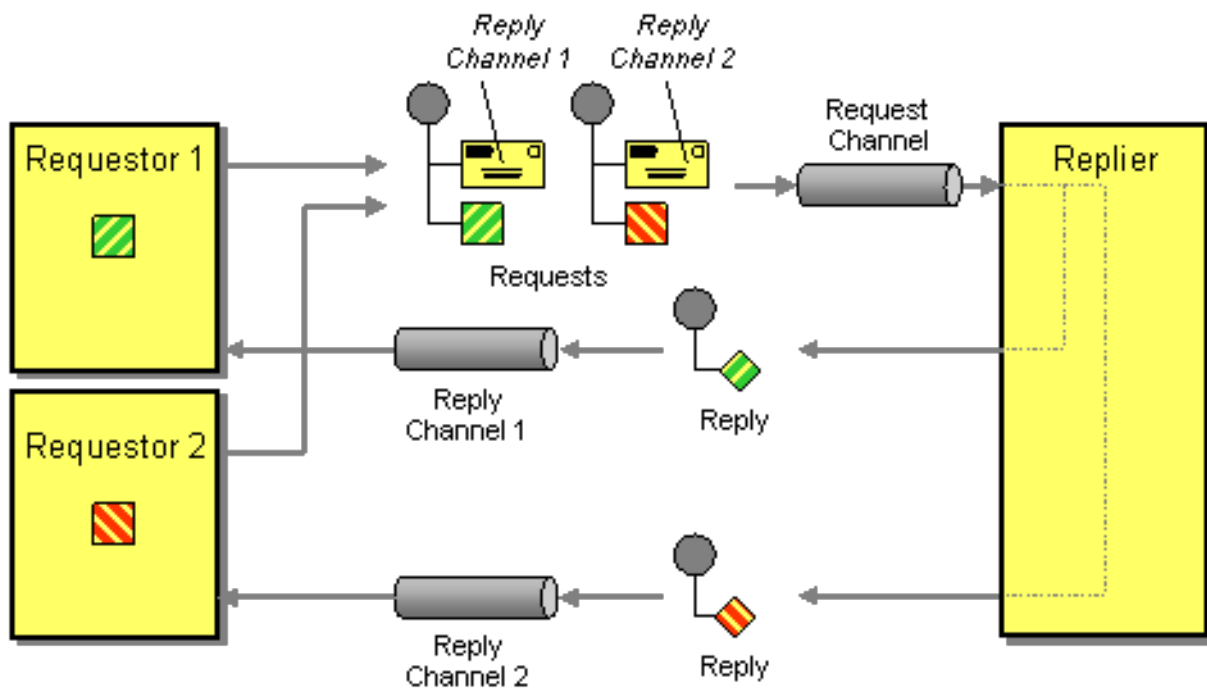 Reply
Channel 1
Reply
Channel 2
Requestor 1
Request
Channel
Replier
Requests
Reply
Channel 1
Reply
Requestor 2
Reply
Channel 2
Reply